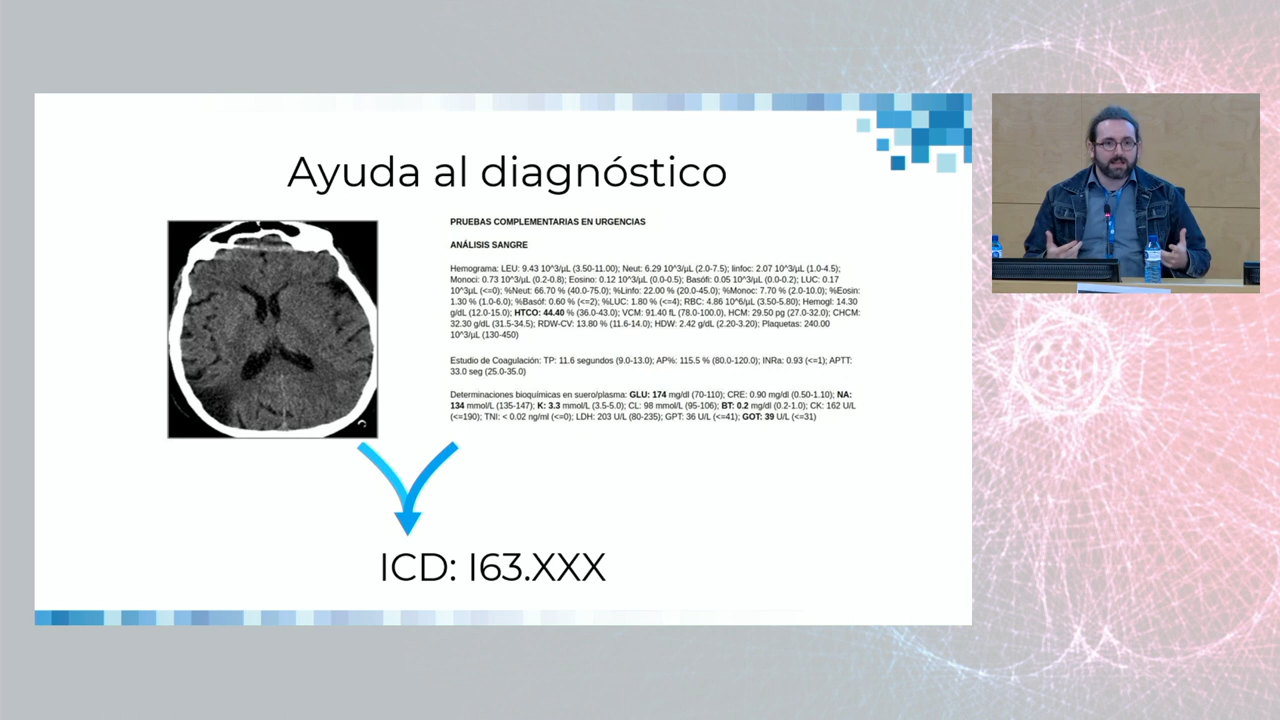 Ayuda al diagnóstico
PRUEBAS COMPLEMENTARIAS EN URGENCIAS
ANÁLISIS SANGRE
Hemograma: LEU: 9.43 10^3/µL (3.50-11.00); Neut: 6.29 10^3/µL (2.0-7.5); linfoc: 2.07 10^3/µL (1.0-4.5);
Monoci: 0.73 10^3/µL (0.2-0.8); Eosino: 0.12 10^3/µL (0.0-0.5); Basófi: 0.05 10^3/µL (0.0-0.2); LUC: 0.17
10^3/µL (<=0); %Neut: 66.70 % (40.0-75.0); %Linfo: 22.00 % (20.0-45.0); %Monoc: 7.70 % (2.0-10.0); %Eosin:
1.30 % (1.0-6.0); %Basóf: 0.60 % (<=2); %LUC: 1.80 % (<=4); RBC: 4.86 10^6/µL (3.50-5.80); Hemogl: 14.30
g/dL (12.0-15.0); HTCO: 44.40 % (36.0-43.0); VCM: 91.40 fL (78.0-100.0), HCM: 29.50 pg (27.0-32.0); CHCM:
32.30 g/dL (31.5-34.5); RDW-CV: 13.80 % (11.6-14.0); HDW: 2.42 g/dL (2.20-3.20); Plaquetas: 240.00
10^3/µL (130-450)
Estudio de Coagulación: TP: 11.6 segundos (9.0-13.0); AP%: 115.5 % (80.0-120.0); INRa: 0.93 (<=1); APTT:
33.0 seg (25.0-35.0)
Determinaciones bioquímicas en suero/plasma: GLU: 174 mg/dl (70-110); CRE: 0.90 mg/dl (0.50-1.10); NA:
134 mmol/L (135-147); K: 3.3 mmol/L (3.5-5.0); CL: 98 mmol/L (95-106); BT: 0.2 mg/dl (0.2-1.0); CK: 162 U/L
(<=190); TNI: < 0.02 ng/ml (<=0); LDH: 203 U/L (80-235); GPT: 36 U/L (<=41); GOT: 39 U/L (<=31)
ICD: I63.XXX